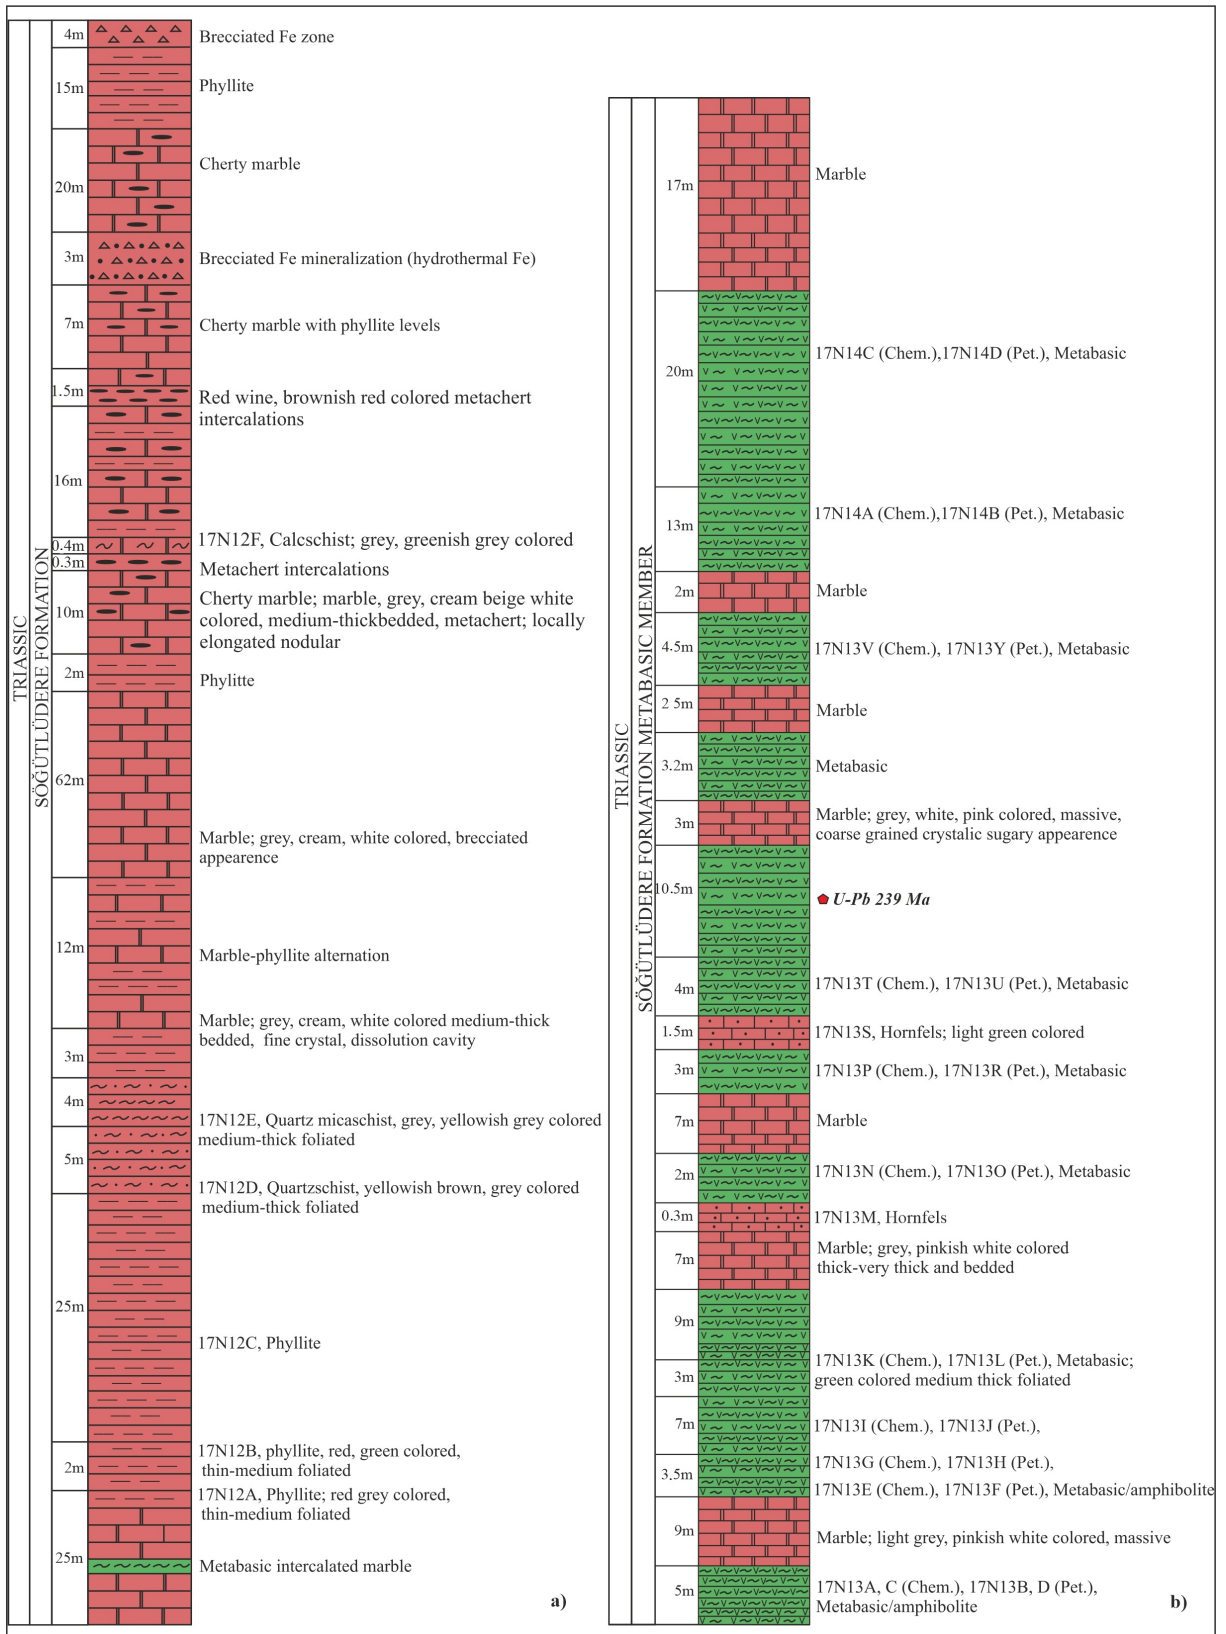 TRIASSIC
SÖĞÜTLÜDERE FORMATION
4m
Brecciated Fe zone
15m
Phyllite
20m
Cherty marble
3m
Brecciated Fe mineralization (hydrothermal Fe)
7m
Cherty marble with phyllite levels
1.5m
Red wine, brownish red colored metachert
intercalations
16m
0.4m
17N12F, Calcschist; grey, greenish grey colored
0.3m
Metachert intercalations
10m
Cherty marble; marble, grey, cream beige white
colored, medium-thickbedded, metachert; locally
elongated nodular
2m
Phylitte
62m
Marble; grey, cream, white colored, brecciated
appearence
12m
Marble-phyllite alternation
Marble; grey, cream, white colored medium-thick
bedded, fine crystal, dissolution cavity
3m
4m
17N12E, Quartz micaschist, grey, yellowish grey colored
medium-thick foliated
5m
17N12D, Quartzschist, yellowish brown, grey colored
medium-thick foliated
25m
17N12C, Phyllite
2m
17N12B, phyllite, red, green colored,
thin-medium foliated
17N12A, Phyllite; red grey colored,
thin-medium foliated
25m
Metabasic intercalated marble
a)
TRIASSIC
SÖĞÜTLÜDERE FORMATION METABASIC MEMBER
17m
Marble
20m
17N14C (Chem.),17N14D (Pet.), Metabasic
13m
17N14A (Chem.),17N14B (Pet.), Metabasic
2m
Marble
4.5m
17N13V (Chem.), 17N13Y (Pet.), Metabasic
2 5m
Marble
3.2m
Metabasic
3m
Marble; grey, white, pink colored, massive,
coarse grained crystalic sugary appearence
10.5m
U-Pb 239 Ma
4m
17N13T (Chem.), 17N13U (Pet.), Metabasic
1.5m
17N13S, Hornfels; light green colored
3m
17N13P (Chem.), 17N13R (Pet.), Metabasic
7m
Marble
2m
17N13N (Chem.), 17N13O (Pet.), Metabasic
0.3m
17N13M, Hornfels
7m
Marble; grey, pinkish white colored
thick-very thick and bedded
9m
17N13K (Chem.), 17N13L (Pet.), Metabasic;
green colored medium thick foliated
3m
7m
17N13I (Chem.), 17N13J (Pet.),
17N13G (Chem.), 17N13H (Pet.),
3.5m
17N13E (Chem.), 17N13F (Pet.), Metabasic/amphibolite
9m
Marble; light grey, pinkish white colored, massive
5m
17N13A, C (Chem.), 17N13B, D (Pet.),
Metabasic/amphibolite
b)